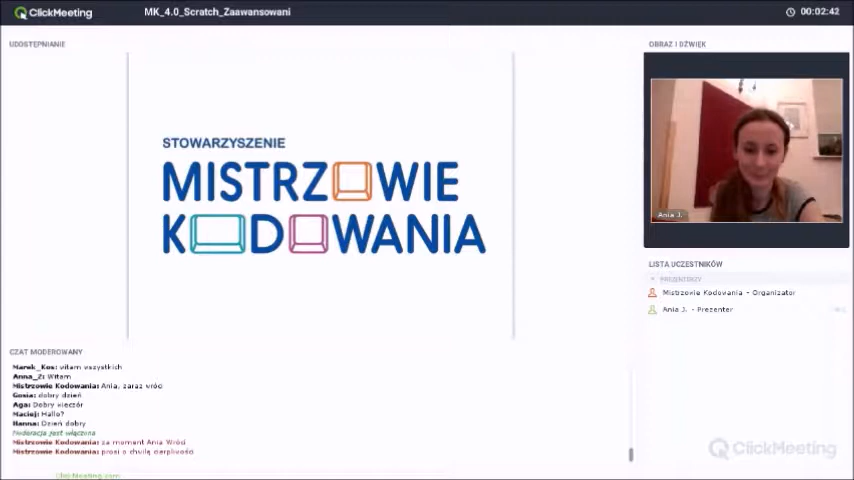 ClickMeeting
MK_4.0_Scratch_Zaawansowani
00:02:42
UDOSTĘPNIANIE
OBRAZ I DŹWIĘK
STOWARZYSZENIE
MISTRZOWIE
KODOWANIA
Ania J.
LISTA UCZESTNIKÓW
PREZENTERZY
Mistrzowie Kodowania - Organizator
Ania J. - Prezenter
CZAT MODEROWANY
Marek_Kos: witam wszystkich
Anna_Z: Witam
Mistrzowie Kodowania: Ania, zaraz wróci
Gosia: dobry dzień
Aga: Dobry wieczór
Maciej: Hallo?
Hanna: Dzień dobry
Moderacja jest włączona
Mistrzowie Kodowania: za moment Ania Wróci
Mistrzowie Kodowania: prosi o chwilę cierpliwości
ClickMeeting.com
ClickMeeting